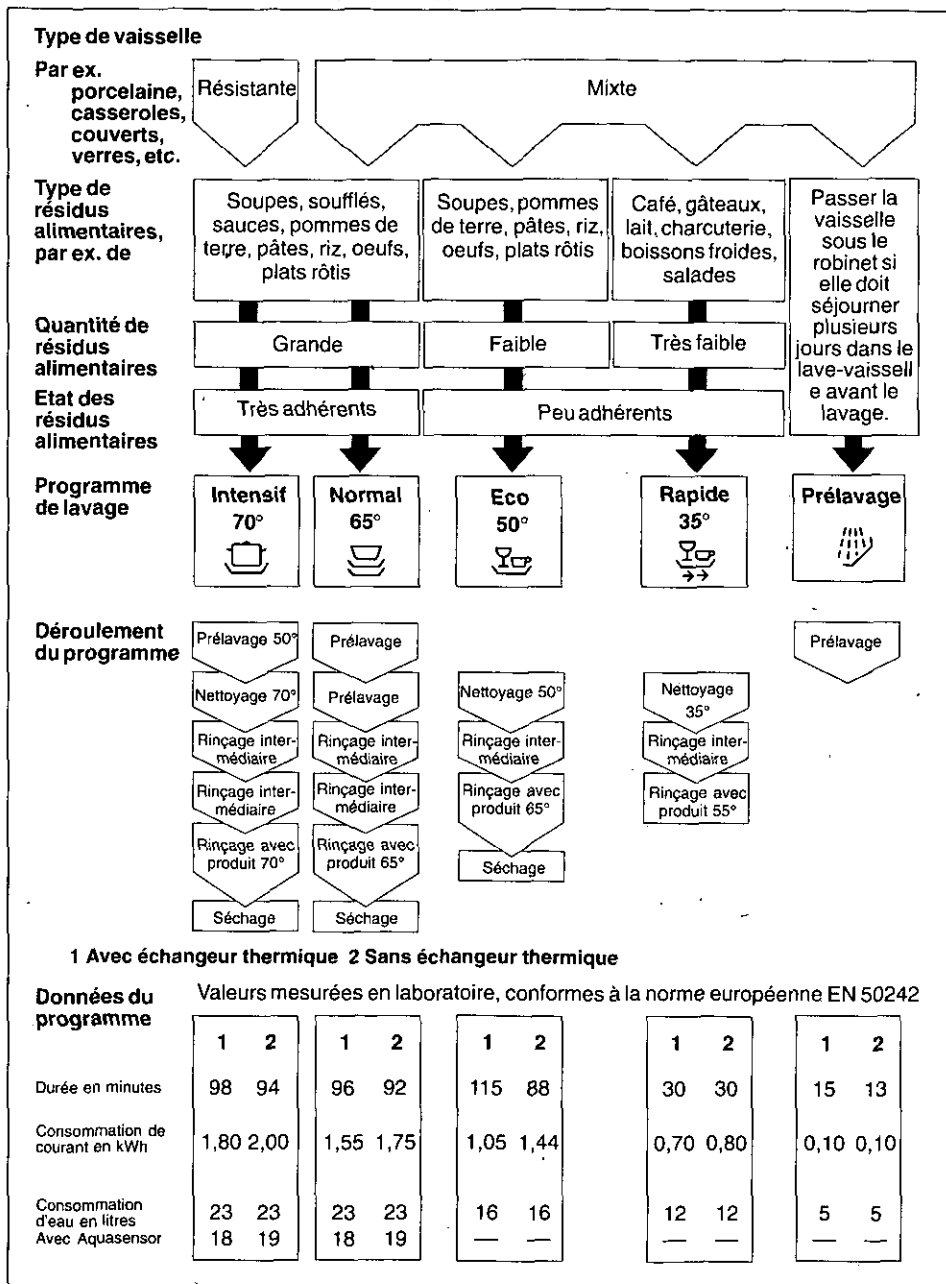 Type de vaisselle
Par ex.
porcelaine,
casseroles,
couverts,
verres, etc.
Résistante
Mixte
Type de
résidus
alimentaires,
par ex. de
Soupes, soufflés,
sauces, pommes de
terre, pâtes, riz, oeufs,
plats rôtis
Soupes, pommes
de terre, pâtes, riz,
oeufs, plats rôtis
Café, gâteaux,
lait, charcuterie,
boissons froides,
salades
Passer la
vaisselle
sous le
robinet si
elle doit
séjourner
plusieurs
jours dans le
lave-vaissell
e avant le
lavage.
Quantité de
résidus
alimentaires
Grande
Faible
Très faible
Etat des
résidus
alimentaires
Très adhérents
Peu adhérents
Programme
de lavage
Intensif
70°
Normal
65°
Eco
50°
Rapide
35°
Prélavage
Déroulement
du programme
Prélavage 50°
Prélavage
Prélavage
Nettoyage 70°
Prélavage
Nettoyage 50°
Nettoyage
35°
Rinçage inter-
médiaire
Rinçage inter-
médiaire
Rinçage inter-
médiaire
Rinçage inter-
médiaire
Rinçage inter-
médiaire
Rinçage inter-
médiaire
Rinçage avec
produit 65°
Rinçage avec
produit 55°
Rinçage avec
produit 70°
Rinçage avec
produit 65°
Séchage
Séchage
Séchage
1 Avec échangeur thermique 2 Sans échangeur thermique
Données du
programme
Valeurs mesurées en laboratoire, conformes à la norme européenne EN 50242
1 2 1 2 1 2 1 2 1 2
Durée en minutes 98 94 96 92 115 88 30 30 15 13
Consommation de
courant en kWh 1,80 2,00 1,55 1,75 1,05 1,44 0,70 0,80 0,10 0,10
Consommation
d'eau en litres 23 23 23 23 16 16 12 12 5 5
Avec Aquasensor 18 19 18 19 — — — — — —